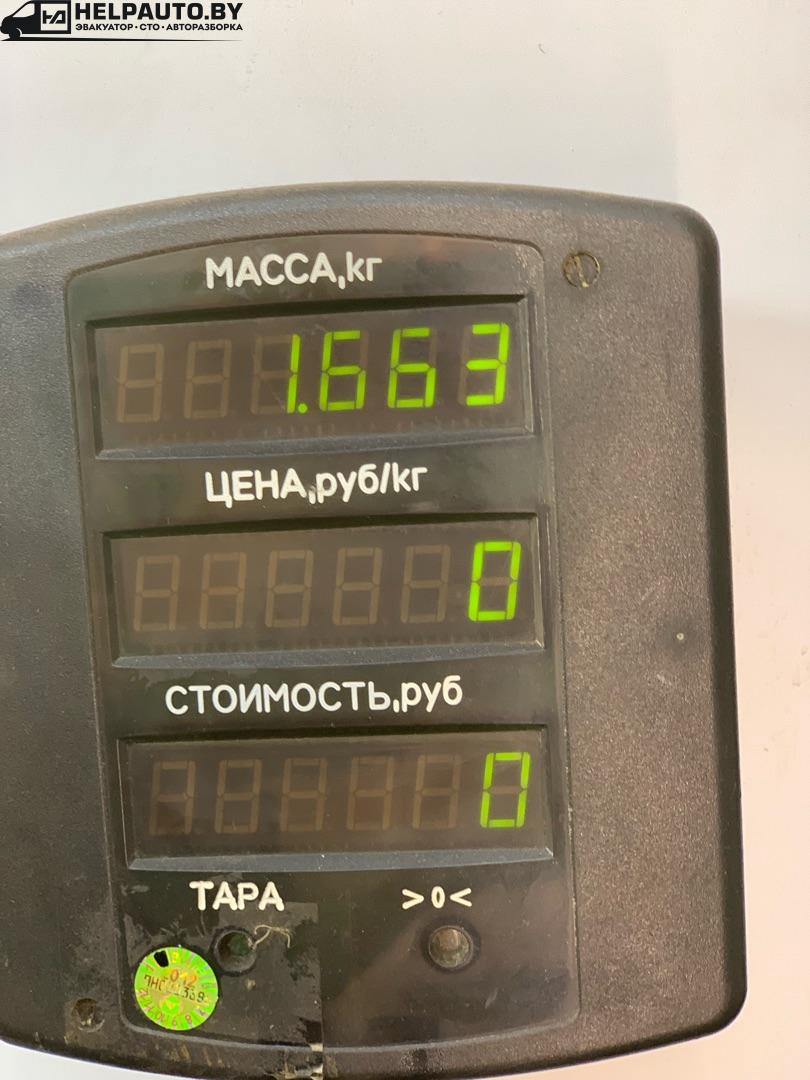 HELPAUTO.BY
ЭВАКУАТОР • СТО • АВТОРАЗБОРКА
МАССА,кг
1.663
ЦЕНА,руб/кг
0
СТОИМОСТЬ,руб
0
ТАРА >0<